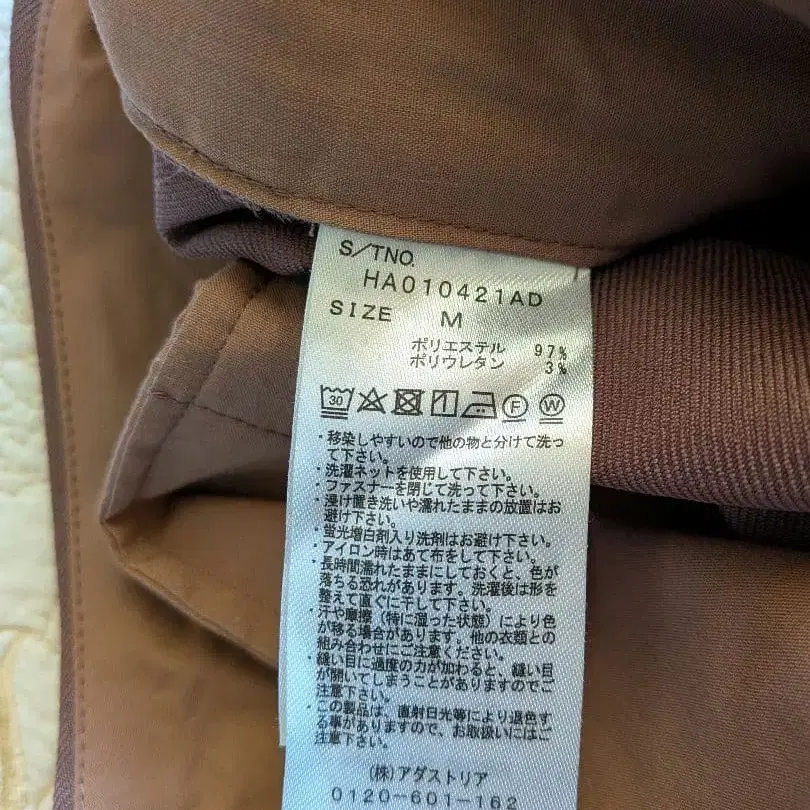 S/TNO.
HA010421AD
SIZE M
ポリエステル 97%
ポリウレタン 3%
30 F W
・移染しやすいので他の物と分けて洗っ
て下さい。
・洗濯ネットを使用して下さい。
・ファスナーを閉じて洗って下さい。
・浸け置き洗いや濡れたままの放置はお
避け下さい。
・蛍光増白剤入り洗剤はお避け下さい。
・アイロン時はあて布をして下さい。
・長時間濡れたままにしておくと、色が
落ちる恐れがあります。洗濯後は形を
整えて直ぐに干して下さい。
・汗や摩擦（特に湿った状態）により色
が移る場合があります。他の衣類との
組み合わせにご注意ください。
・縫い目に過度の力が加わると、縫い目
が開いてしまうことがありますのでご
注意下さい。
・この製品は、直射日光等により退色す
る事がありますので、お取扱いにはご
注意下さい。
(株)アダストリア
0120-601-162